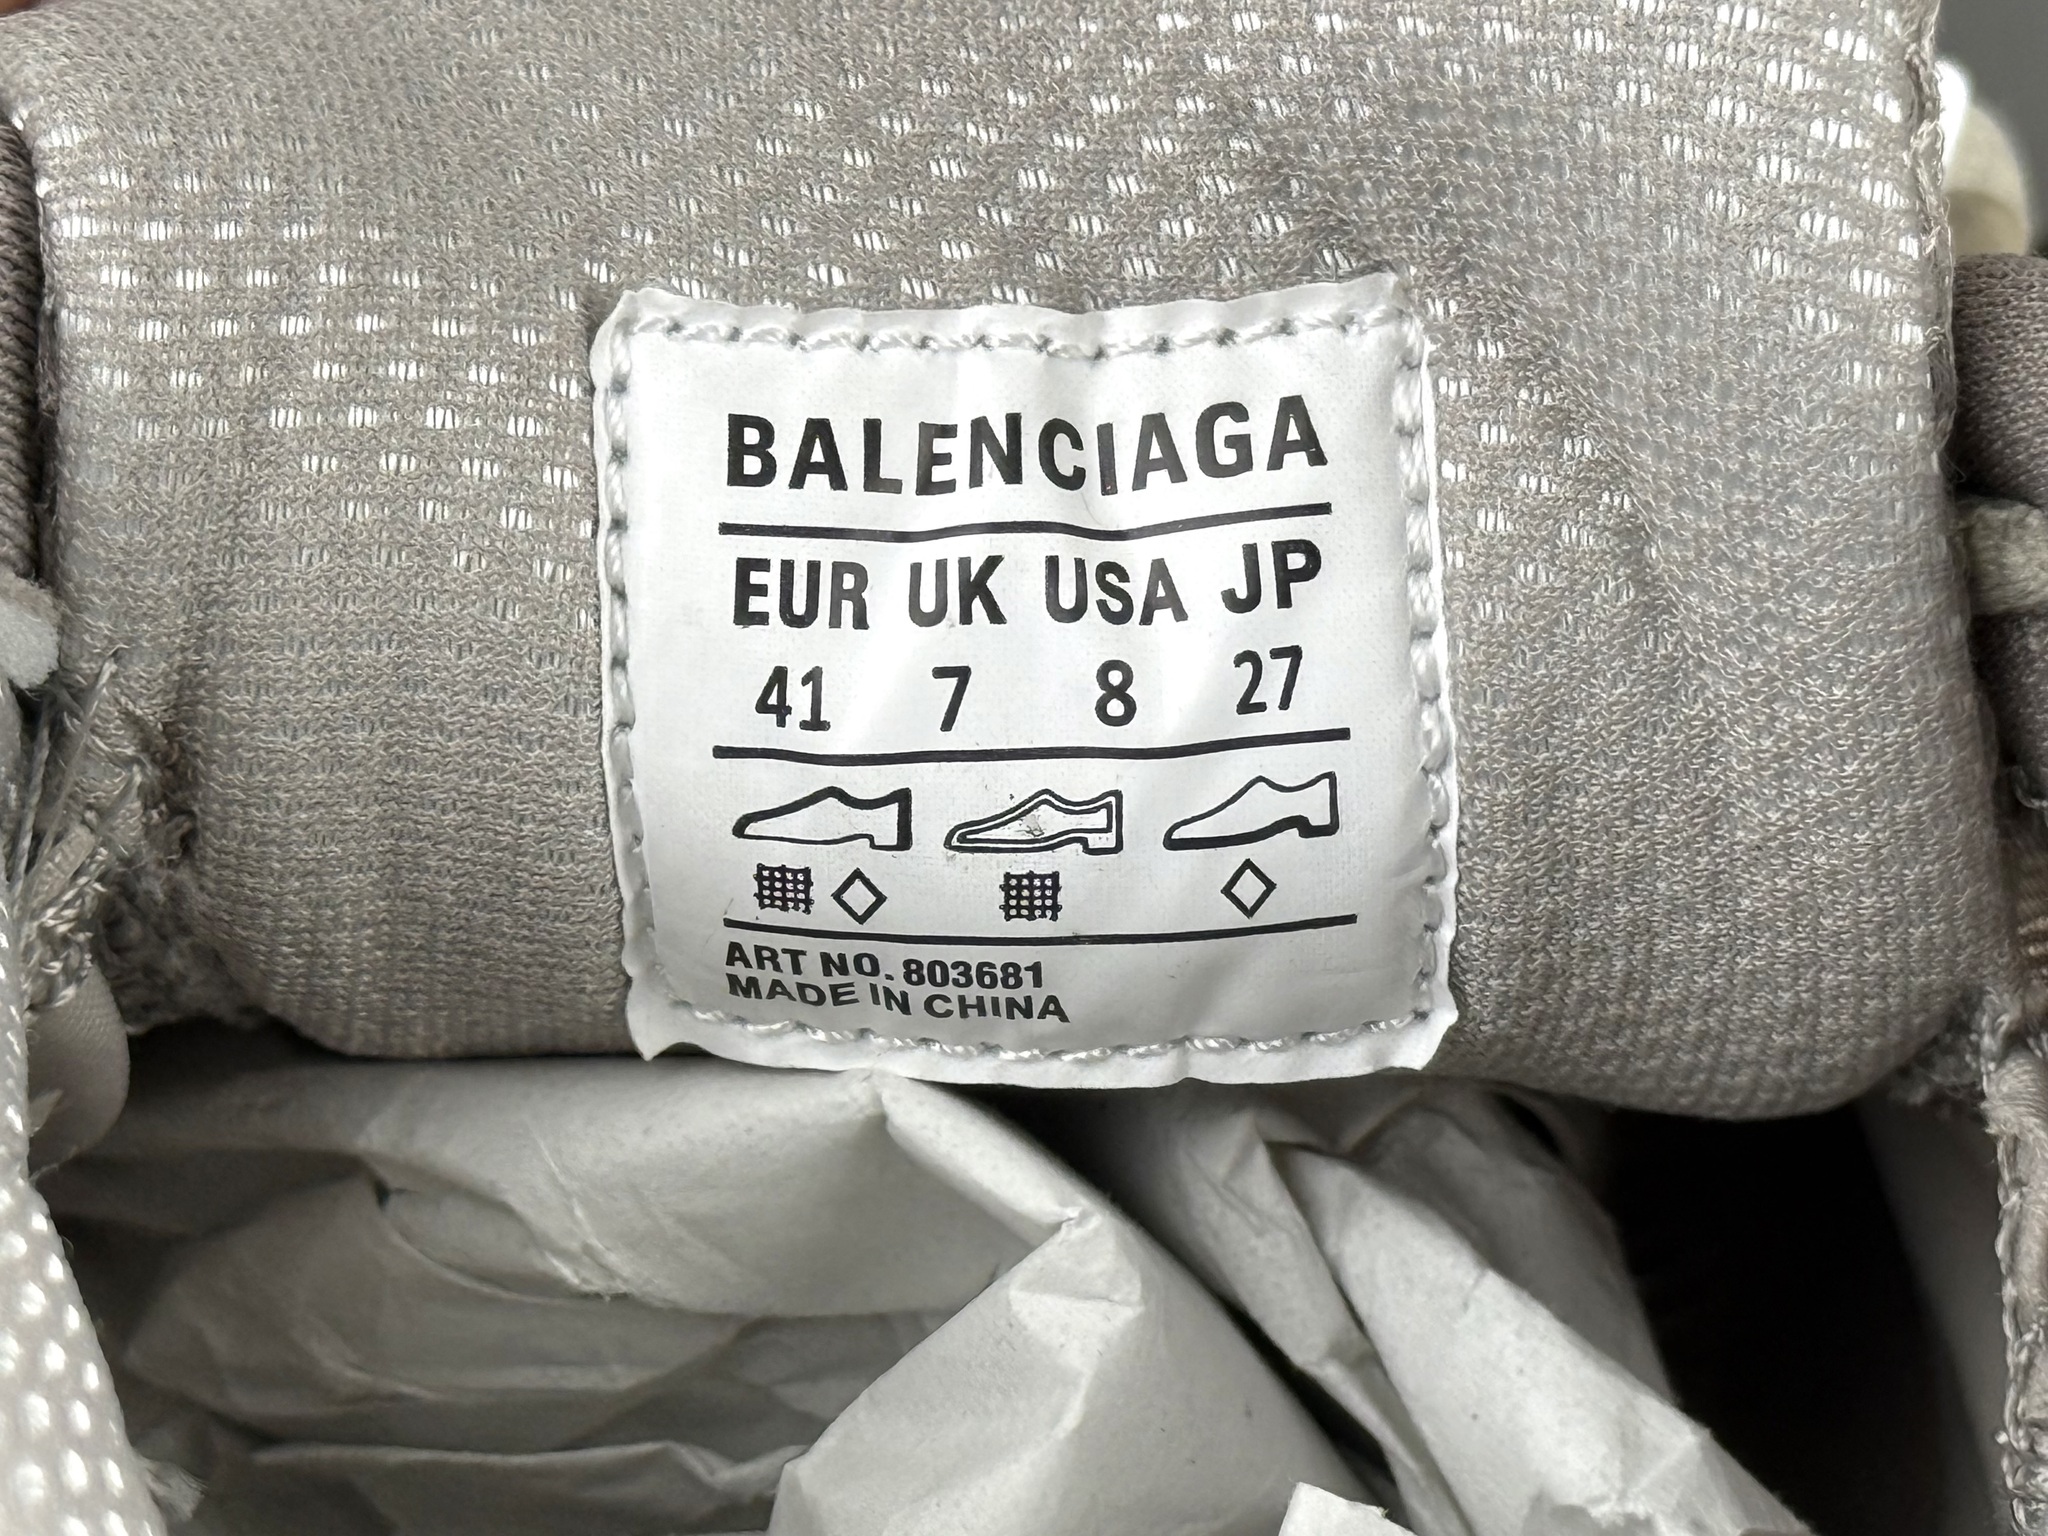 BALENCIAGA
EUR UK USA JP
41 7 8 27
ART NO. 803681
MADE IN CHINA